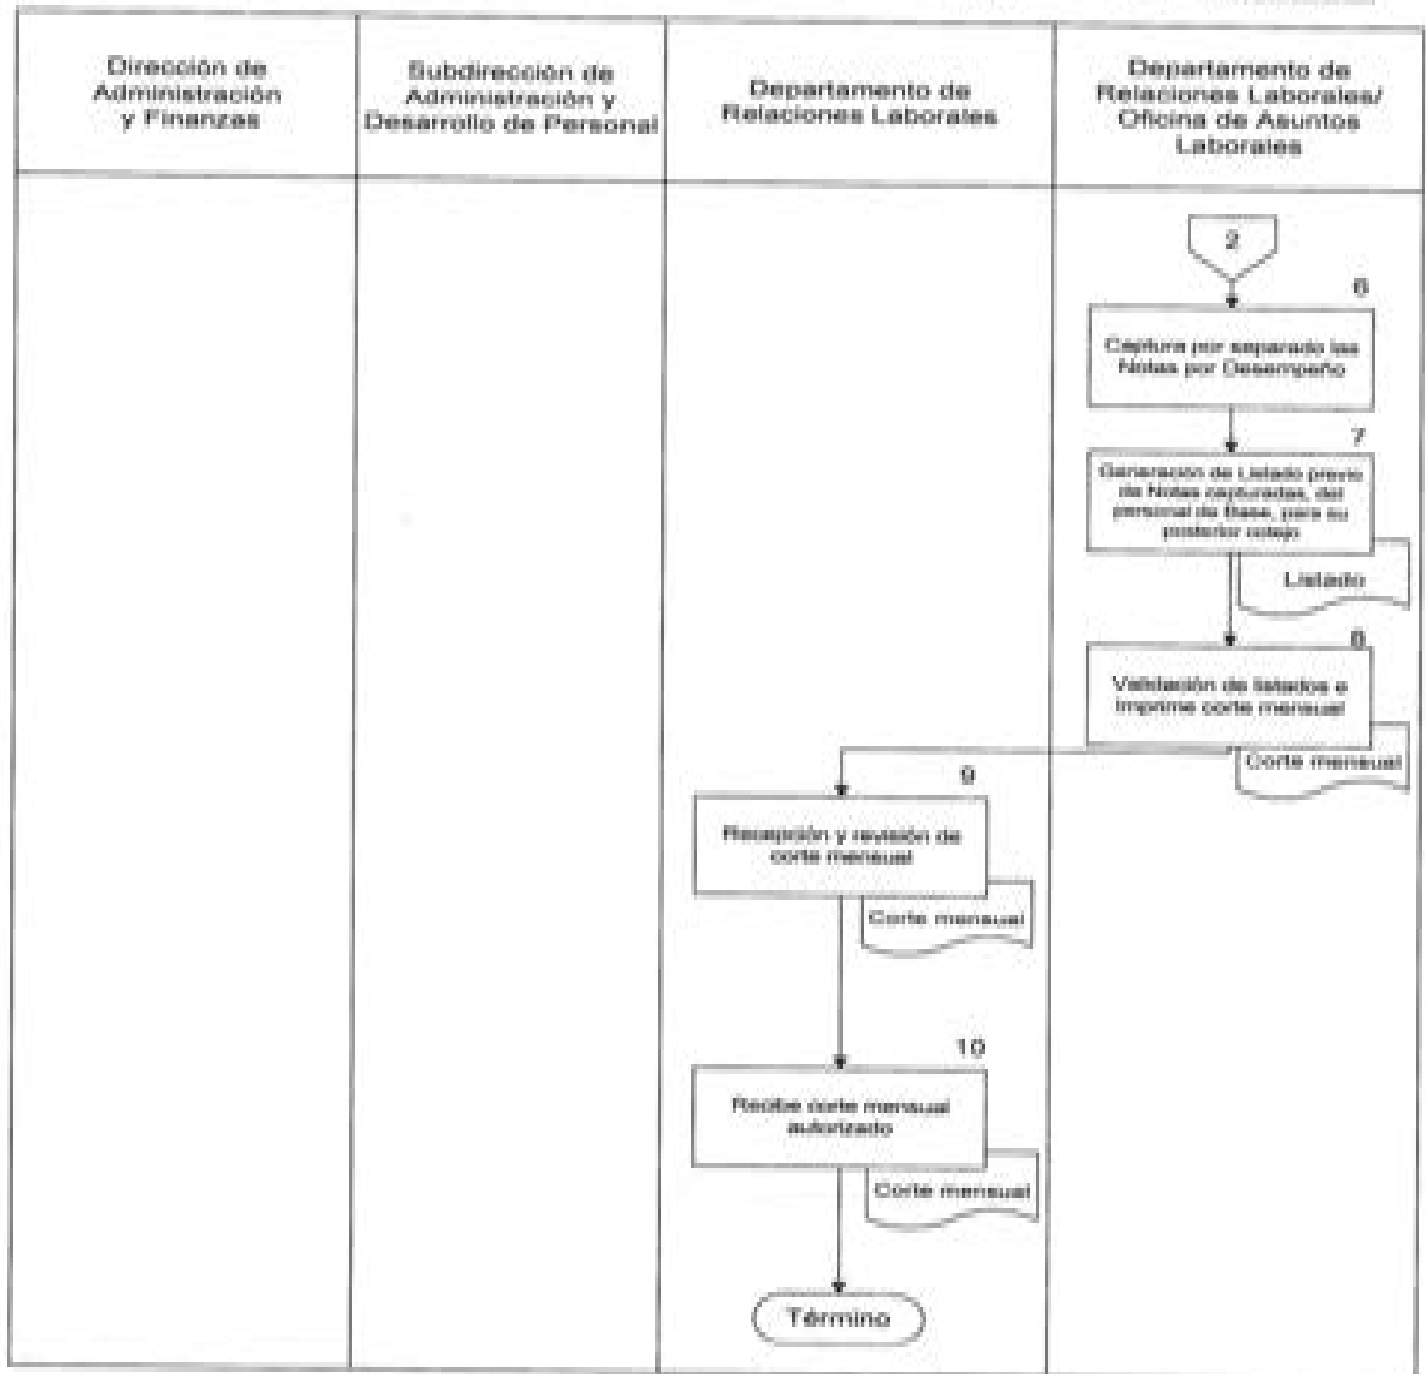 Dirección de
Administración
y Finanzas
Subdirección de
Administración y
Desarrollo de Personal
Departamento de
Relaciones Laborales
Departamento de
Relaciones Laborales/
Oficina de Asuntos
Laborales
2
6
Captura por separado las
Notas por Desempeño
7
Generación de Listado previo
de Notas capturadas, del
personal de Base, para su
posterior cotejo
Listado
8
Validación de listados e
imprime corte mensual
Corte mensual
9
Recepción y revisión de
corte mensual
Corte mensual
10
Recibe corte mensual
autorizado
Corte mensual
Término